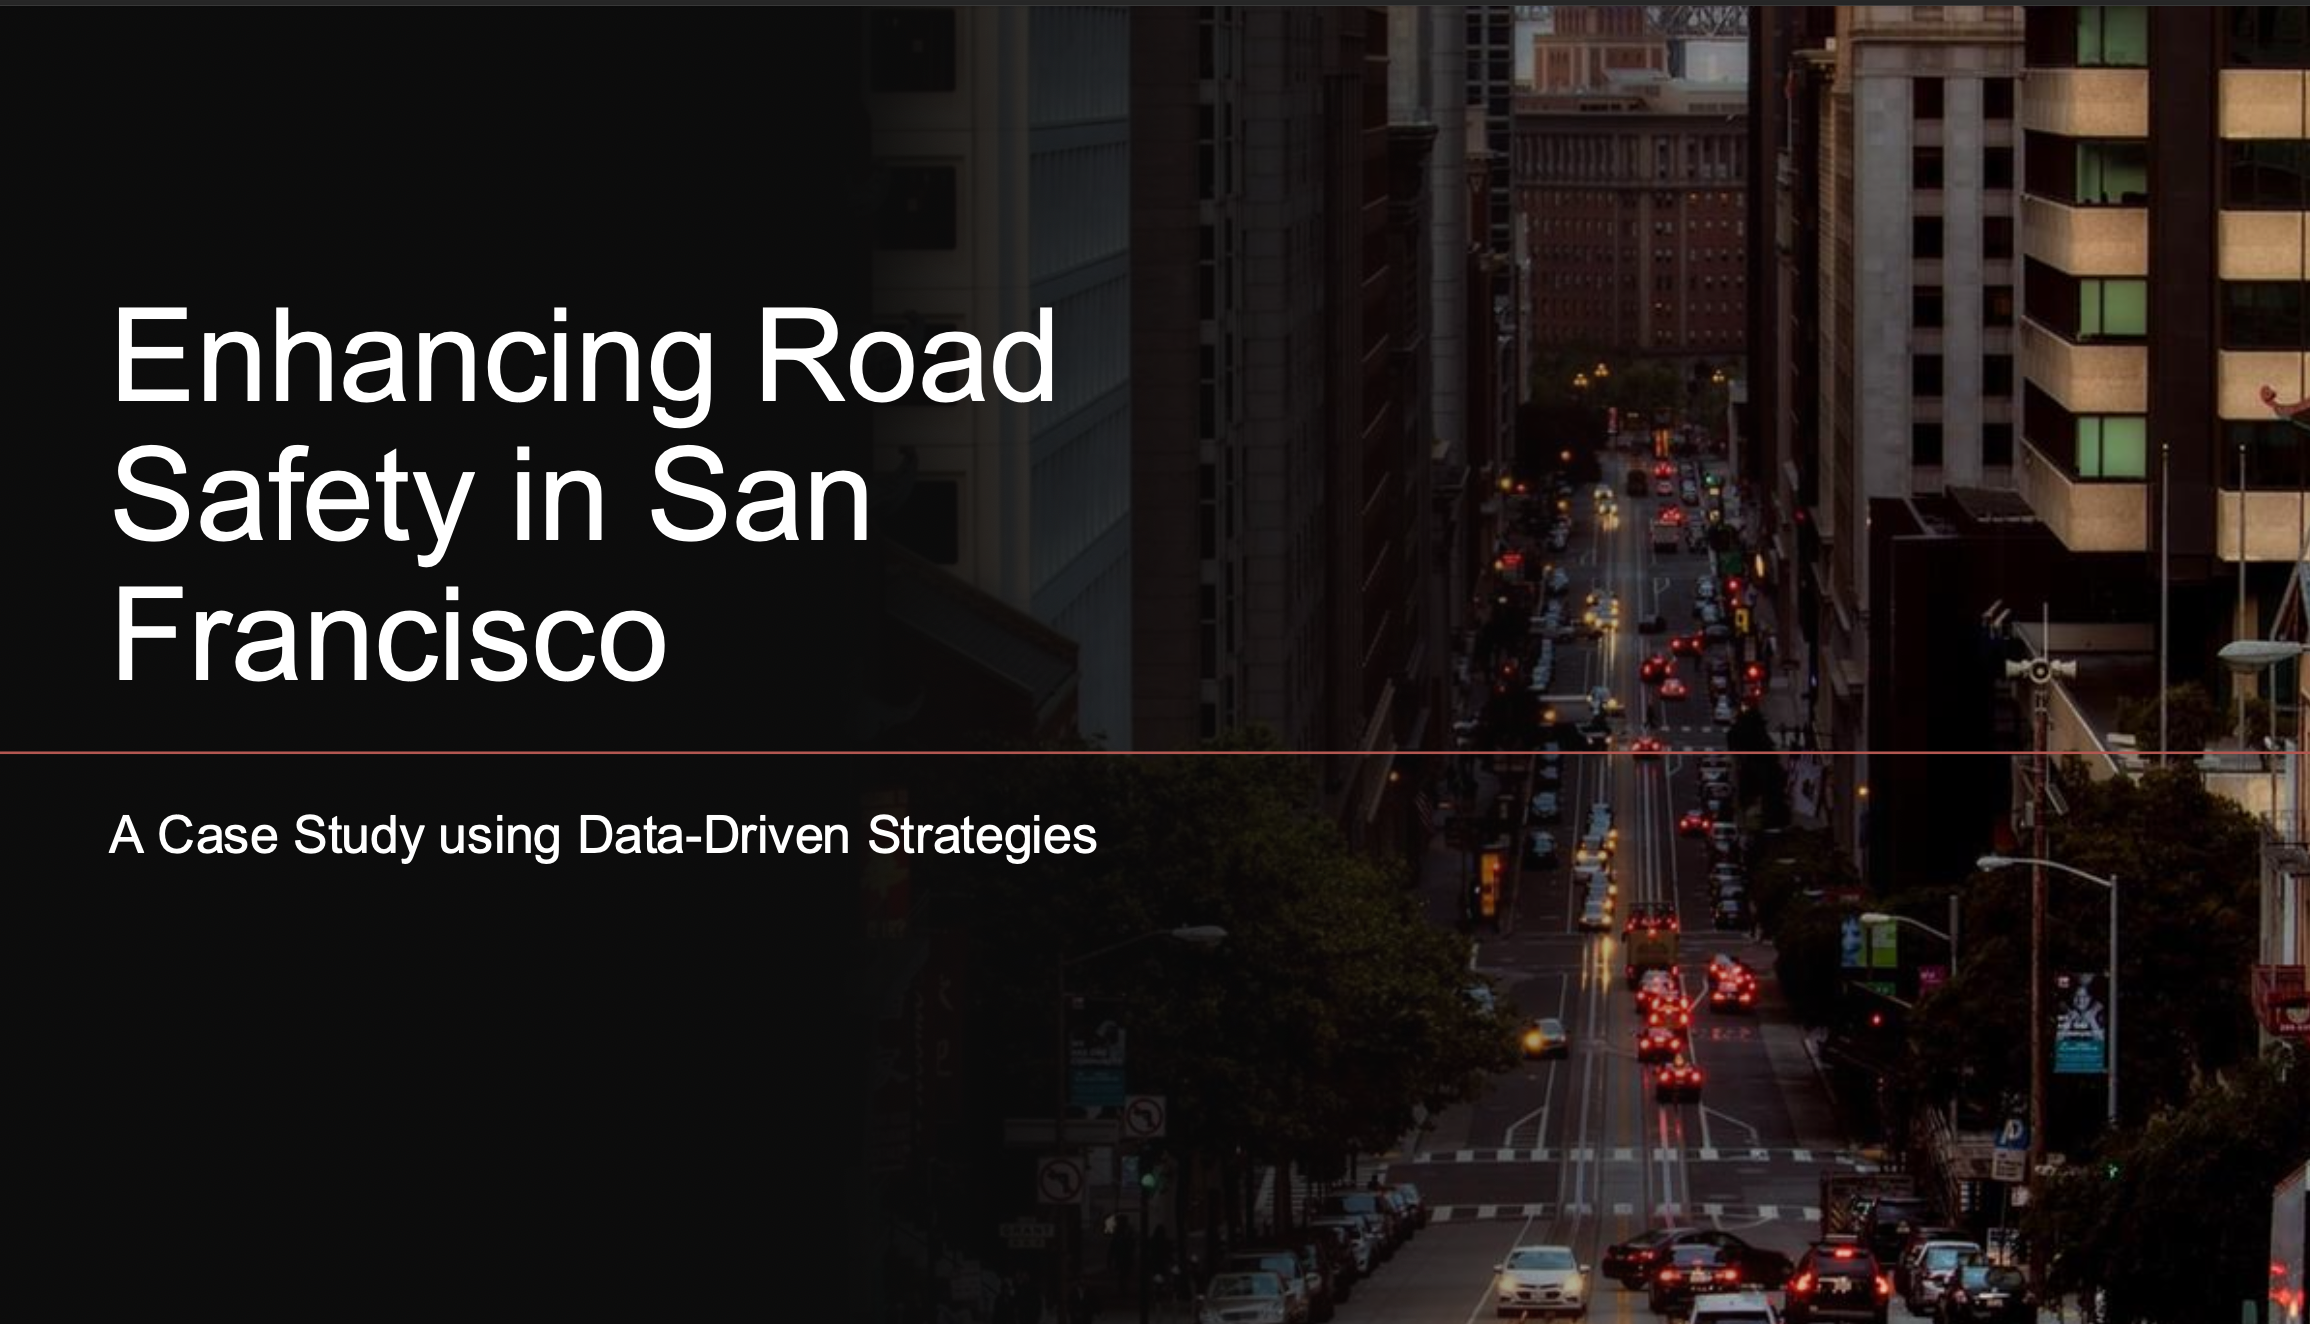 Enhancing Road
Safety in San
Francisco
A Case Study using Data-Driven Strategies